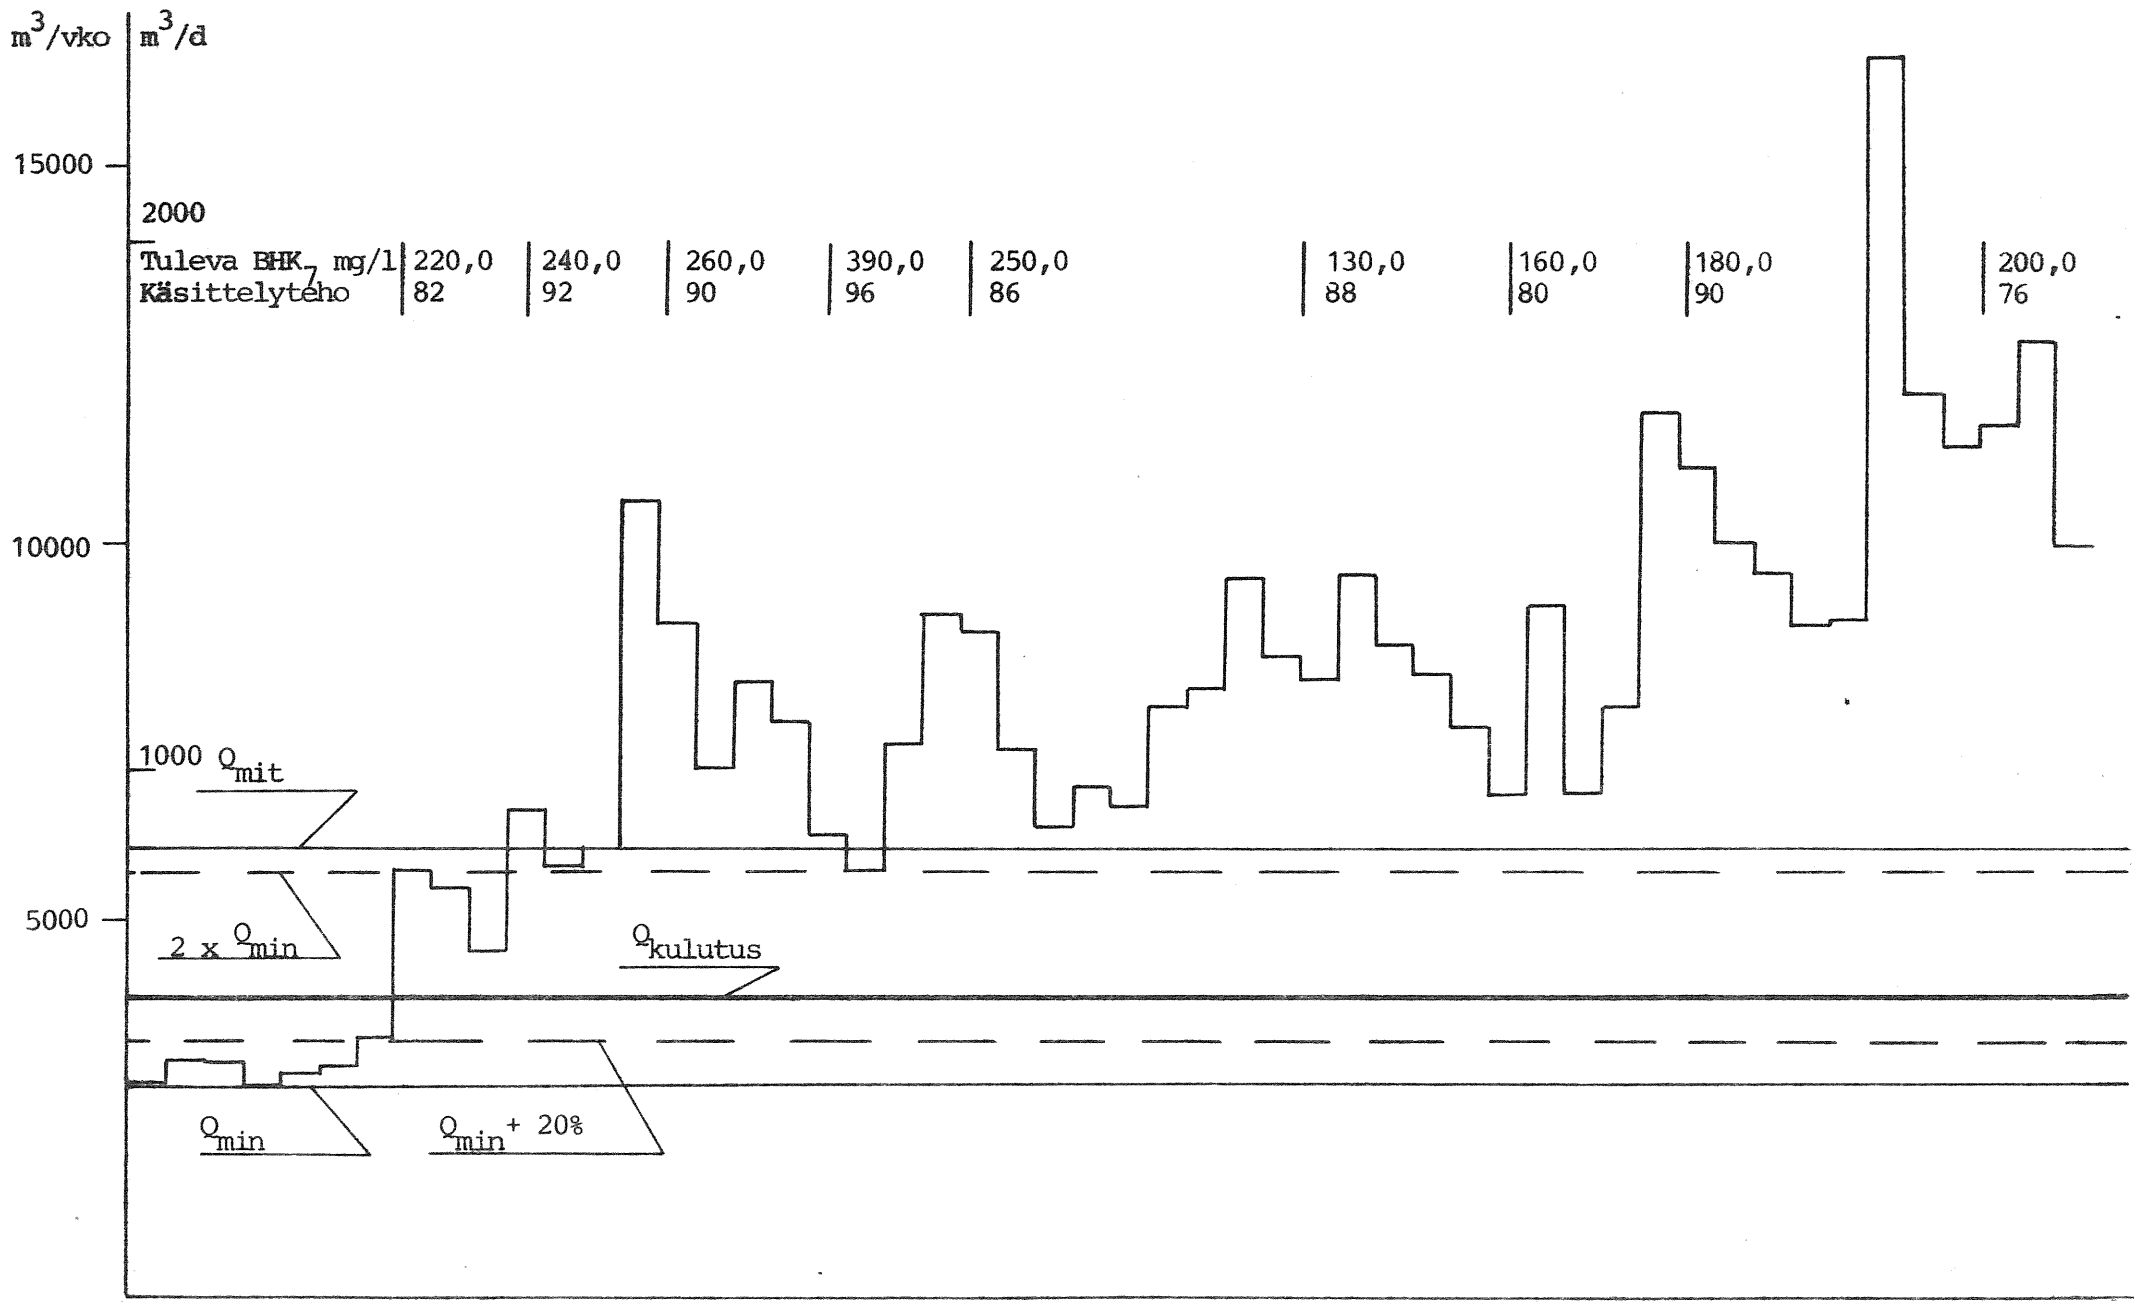 m³/vko m³/d
15000
2000
Tuleva BHK₇ mg/l 220,0 240,0 260,0 390,0 250,0 130,0 160,0 180,0 200,0
Käsittelyteho 82 92 90 96 86 88 80 90 76
10000
1000 Qmit
5000
2 x Qmin
Qkulutus
Qmin
Qmin + 20%